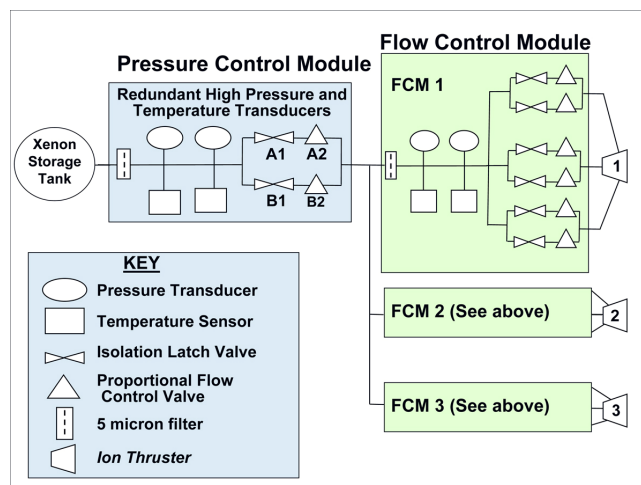 Pressure Control Module
Flow Control Module
Redundant High Pressure and
Temperature Transducers
Xenon
Storage
Tank
A1
A2
B1
B2
FCM 1
1
FCM 2 (See above)
2
FCM 3 (See above)
3
KEY
Pressure Transducer
Temperature Sensor
Isolation Latch Valve
Proportional Flow
Control Valve
5 micron filter
Ion Thruster